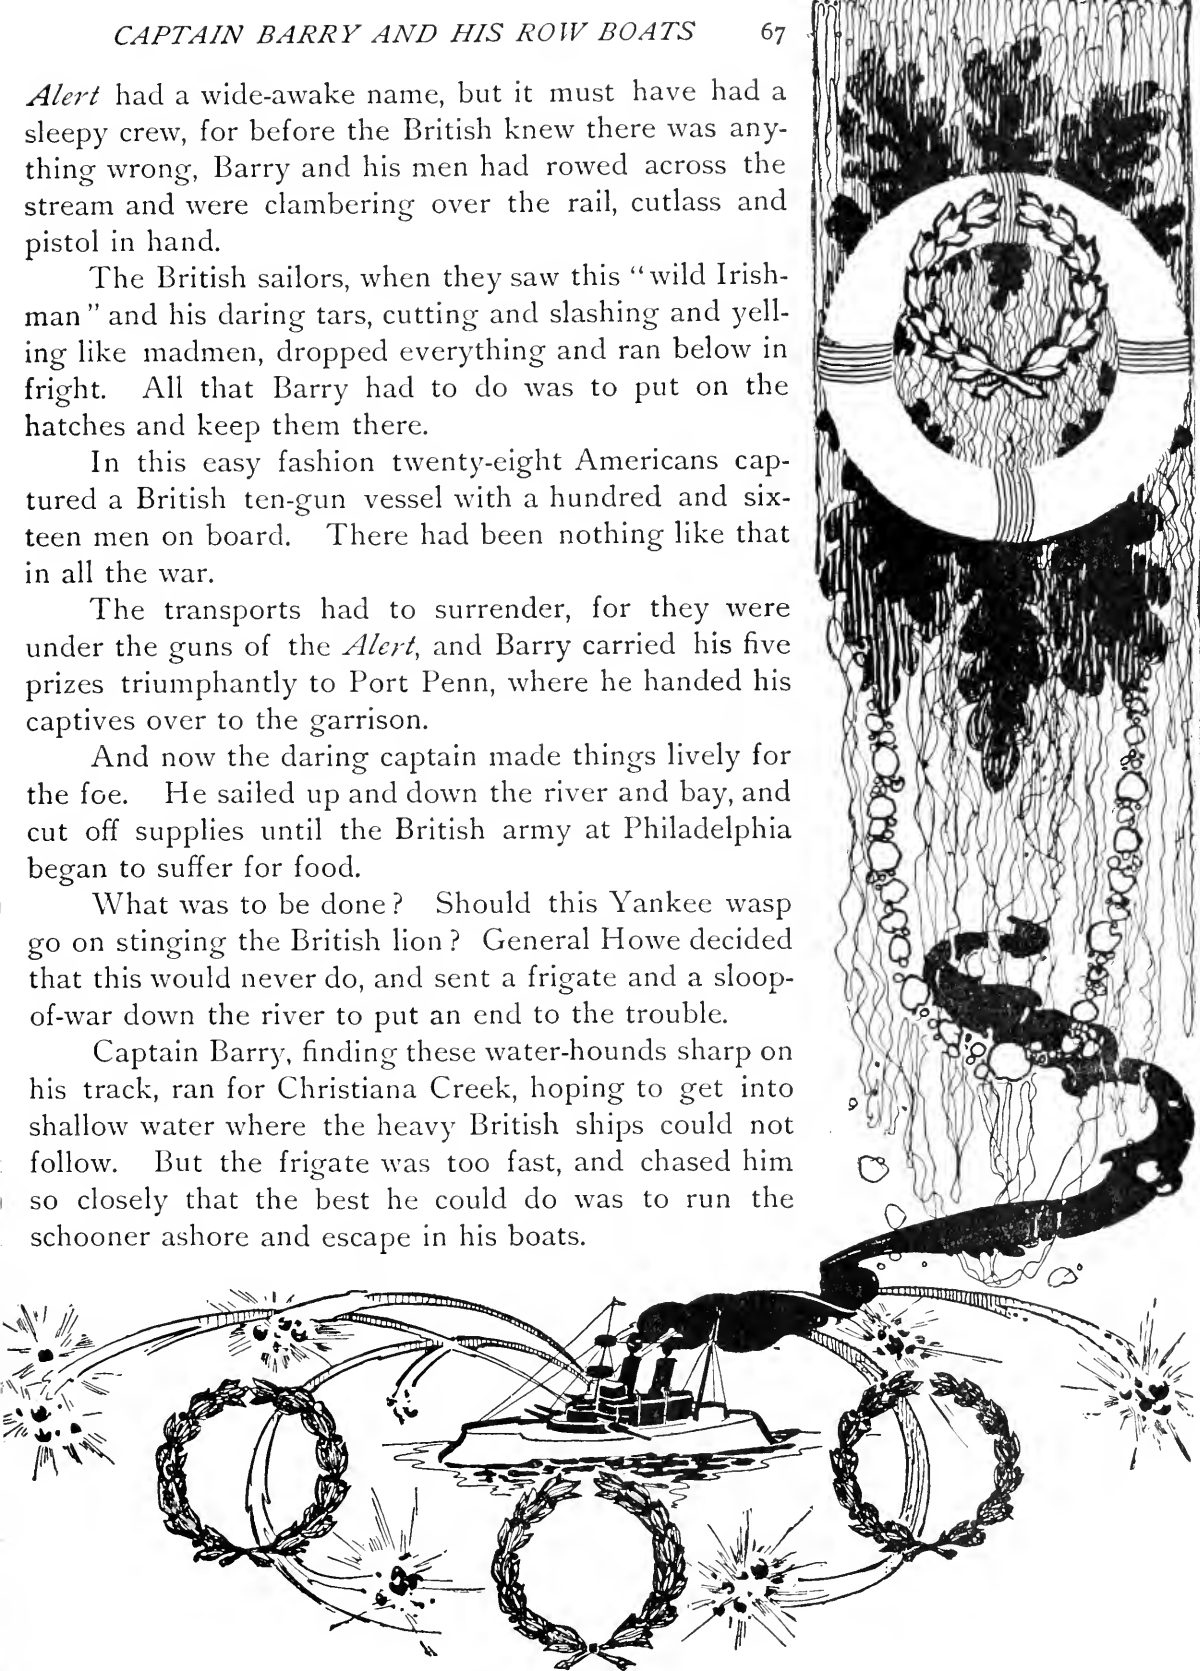 CAPTAIN BARRY AND HIS ROW BOATS 67
Alert had a wide-awake name, but it must have had a
sleepy crew, for before the British knew there was any-
thing wrong, Barry and his men had rowed across the
stream and were clambering over the rail, cutlass and
pistol in hand.
The British sailors, when they saw this "wild Irish-
man" and his daring tars, cutting and slashing and yell-
ing like madmen, dropped everything and ran below in
fright. All that Barry had to do was to put on the
hatches and keep them there.
In this easy fashion twenty-eight Americans cap-
tured a British ten-gun vessel with a hundred and six-
teen men on board. There had been nothing like that
in all the war.
The transports had to surrender, for they were
under the guns of the Alert, and Barry carried his five
prizes triumphantly to Port Penn, where he handed his
captives over to the garrison.
And now the daring captain made things lively for
the foe. He sailed up and down the river and bay, and
cut off supplies until the British army at Philadelphia
began to suffer for food.
What was to be done? Should this Yankee wasp
go on stinging the British lion? General Howe decided
that this would never do, and sent a frigate and a sloop-
of-war down the river to put an end to the trouble.
Captain Barry, finding these water-hounds sharp on
his track, ran for Christiana Creek, hoping to get into
shallow water where the heavy British ships could not
follow. But the frigate was too fast, and chased him
so closely that the best he could do was to run the
schooner ashore and escape in his boats.